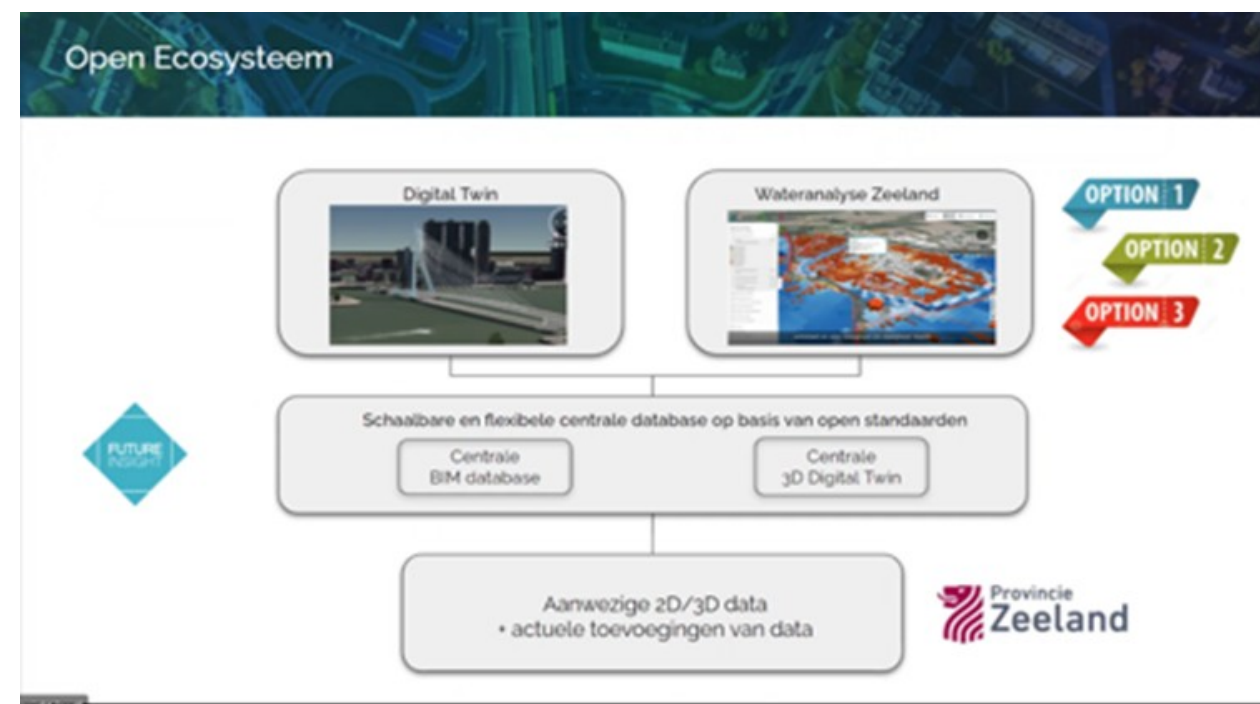 Open Ecosysteem
Digital Twin
Wateranalyse Zeeland
OPTION 1
OPTION 2
OPTION 3
Schaalbare en flexibele centrale database op basis van open standaarden
FUTURE
INSIGHT
Centrale
BIM database
Centrale
3D Digital Twin
Aanwezige 2D/3D data
+ actuele toevoegingen van data
Provincie
Zeeland